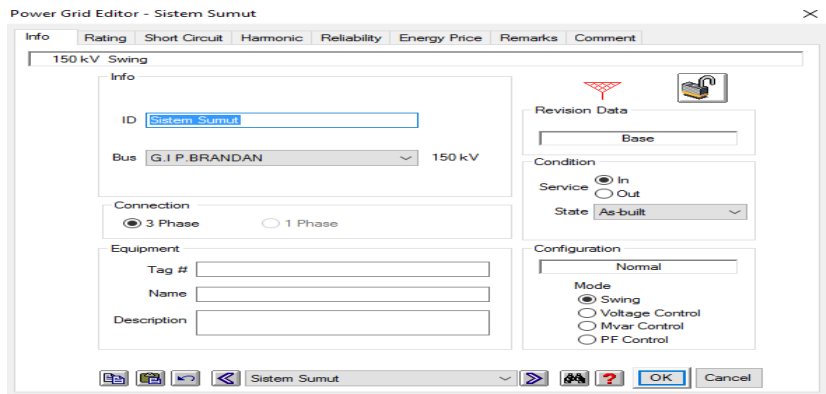 Power Grid Editor - Sistem Sumut
Info Rating Short Circuit Harmonic Reliability Energy Price Remarks Comment
150 kV Swing
Info
ID Sistem Sumut
Bus G.I P.BRANDAN 150 kV
Connection
3 Phase 1 Phase
Equipment
Tag #
Name
Description
Revision Data
Base
Condition
Service In
Out
State As-built
Configuration
Normal
Mode
Swing
Voltage Control
Mvar Control
PF Control
Sistem Sumut ? OK Cancel